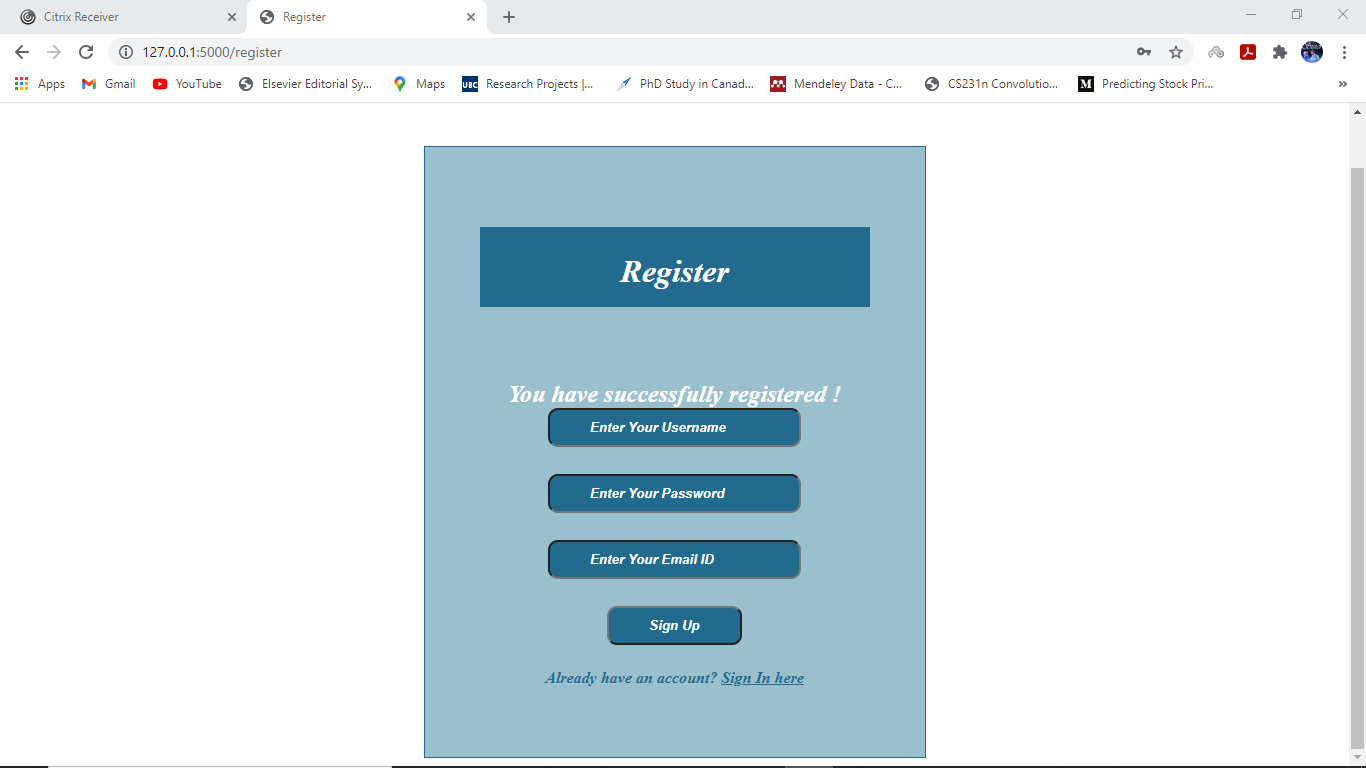 Citrix Receiver
Register
127.0.0.1:5000/register
Apps
Gmail
YouTube
Elsevier Editorial Sy...
Maps
UBC
Research Projects |...
PhD Study in Canad...
Mendeley Data - C...
CS231n Convolutio...
M
Predicting Stock Pri...
Register
You have successfully registered !
Enter Your Username
Enter Your Password
Enter Your Email ID
Sign Up
Already have an account? Sign In here